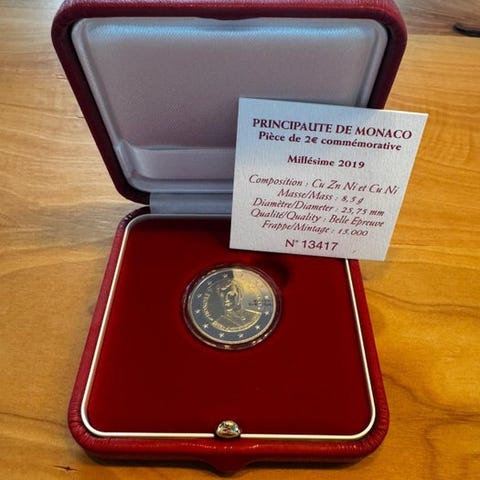 PRINCIPAUTE DE MONACO
Pièce de 2€ commémorative
Millésime 2019
Composition : Cu Zn Ni et Cu Ni
Masse/Mass : 8,5 g
Diamètre/Diameter : 25,75 mm
Qualité/Quality : Belle Epreuve
Frappe/Mintage : 15.000
N° 13417